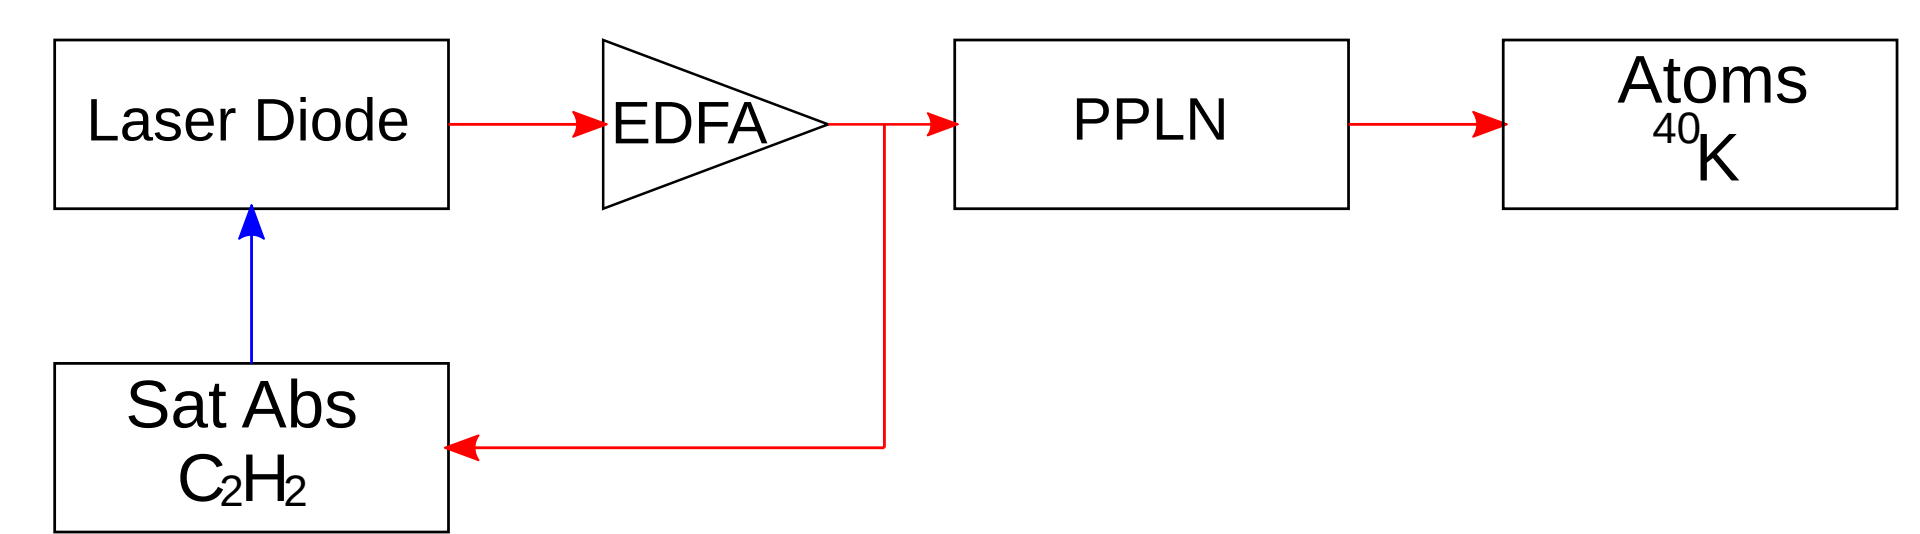 Laser Diode
EDFA
PPLN
Atoms
⁴⁰K
Sat Abs
C₂H₂